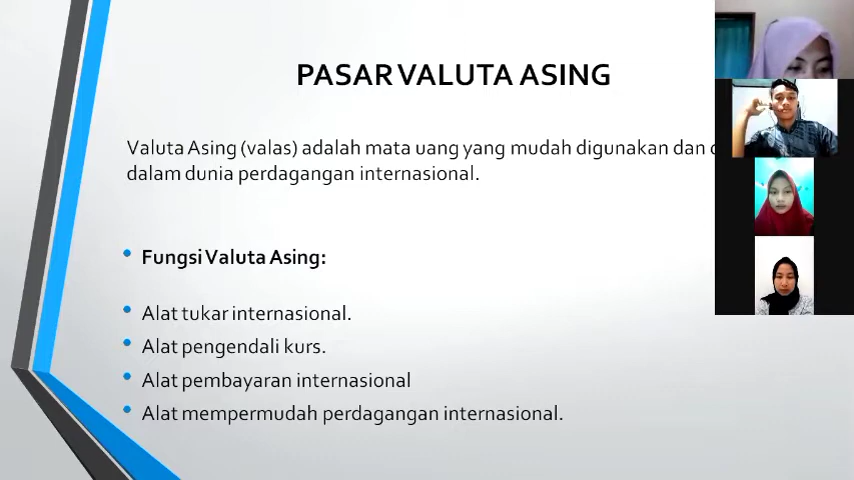 PASAR VALUTA ASING
Valuta Asing (valas) adalah mata uang yang mudah digunakan dan
dalam dunia perdagangan internasional.
Fungsi Valuta Asing:
Alat tukar internasional.
Alat pengendali kurs.
Alat pembayaran internasional
Alat mempermudah perdagangan internasional.